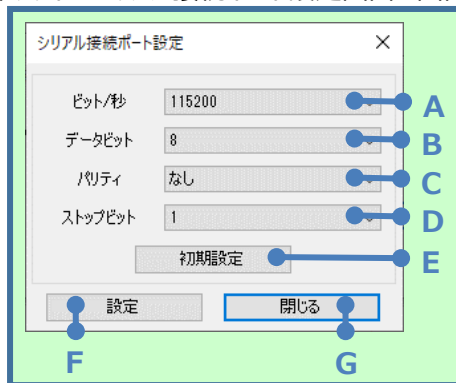 シリアル接続ポート設定
ビット/秒 115200 A
データビット 8 B
パリティ なし C
ストップビット 1 D
初期設定 E
設定 閉じる
F G